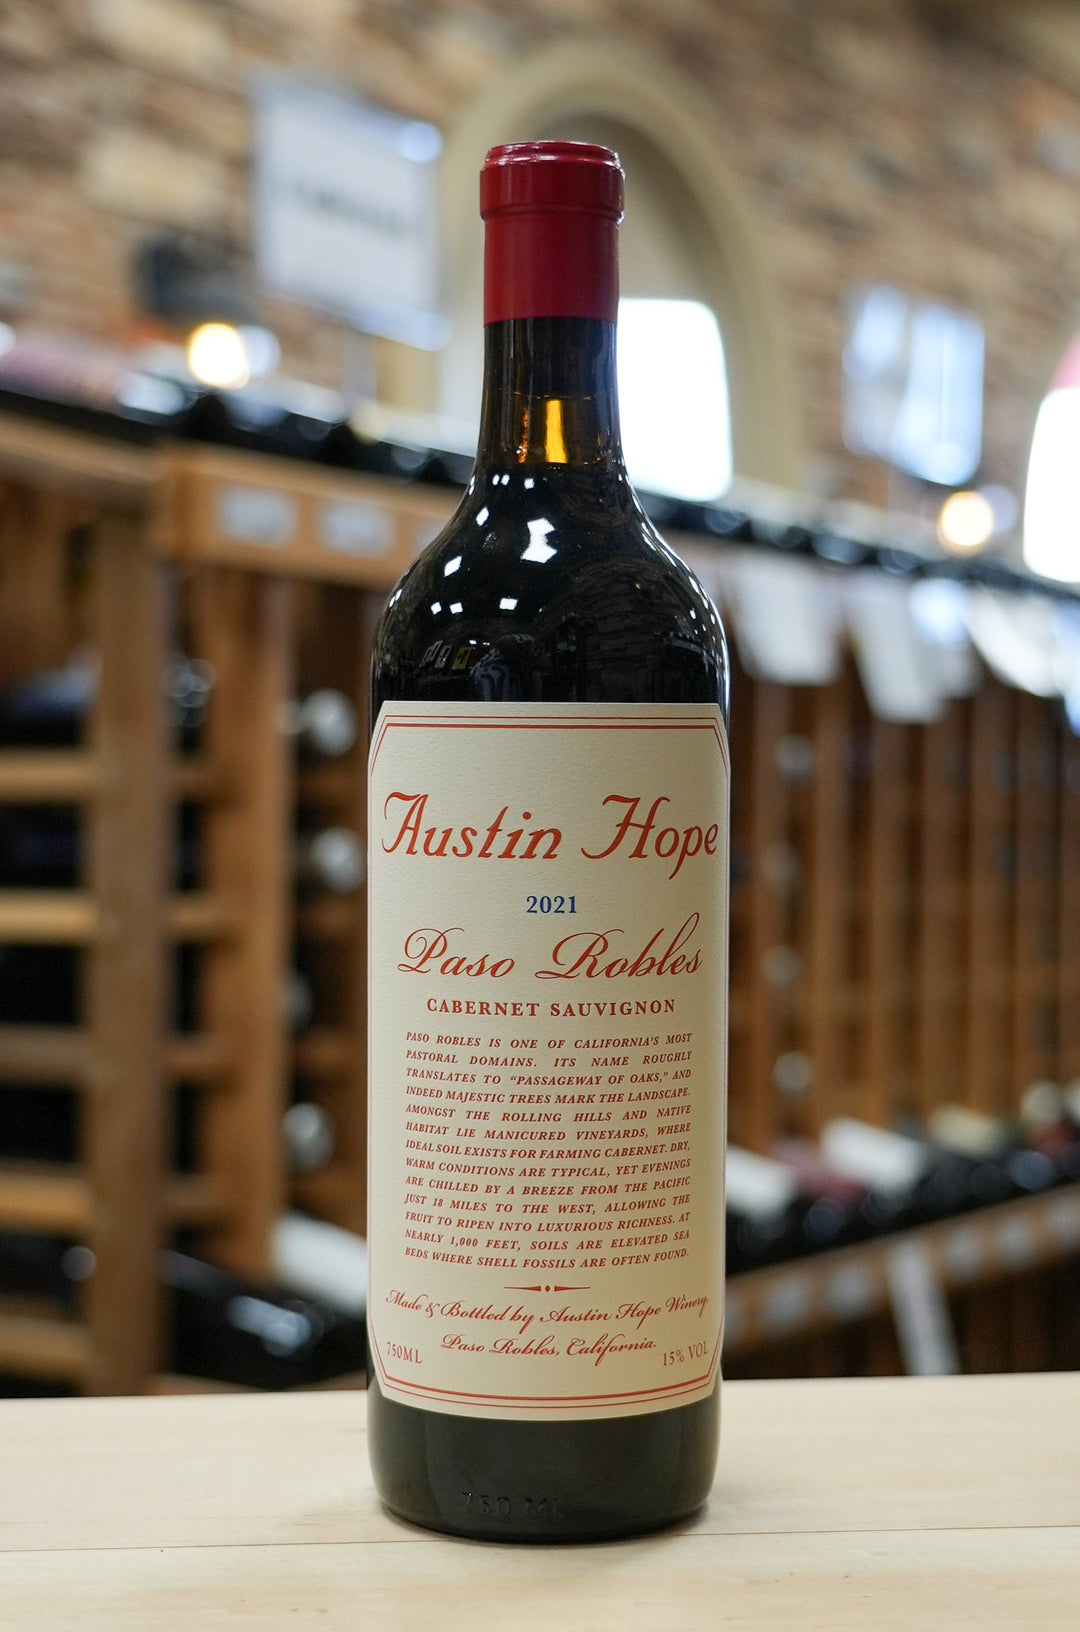 Austin Hope
2021
Paso Robles
CABERNET SAUVIGNON
PASO ROBLES IS ONE OF CALIFORNIA'S MOST
PASTORAL DOMAINS. ITS NAME ROUGHLY
TRANSLATES TO “PASSAGEWAY OF OAKS,” AND
INDEED MAJESTIC TREES MARK THE LANDSCAPE.
AMONGST THE ROLLING HILLS AND NATIVE
HABITAT LIE MANICURED VINEYARDS, WHERE
IDEAL SOIL EXISTS FOR FARMING CABERNET. DRY,
WARM CONDITIONS ARE TYPICAL, YET EVENINGS
ARE CHILLED BY A BREEZE FROM THE PACIFIC
JUST 18 MILES TO THE WEST, ALLOWING THE
FRUIT TO RIPEN INTO LUXURIOUS RICHNESS. AT
NEARLY 1,000 FEET, SOILS ARE ELEVATED SEA
BEDS WHERE SHELL FOSSILS ARE OFTEN FOUND.
Made & Bottled by Austin Hope Winery,
Paso Robles, California.
750ML 15% VOL
750 ML